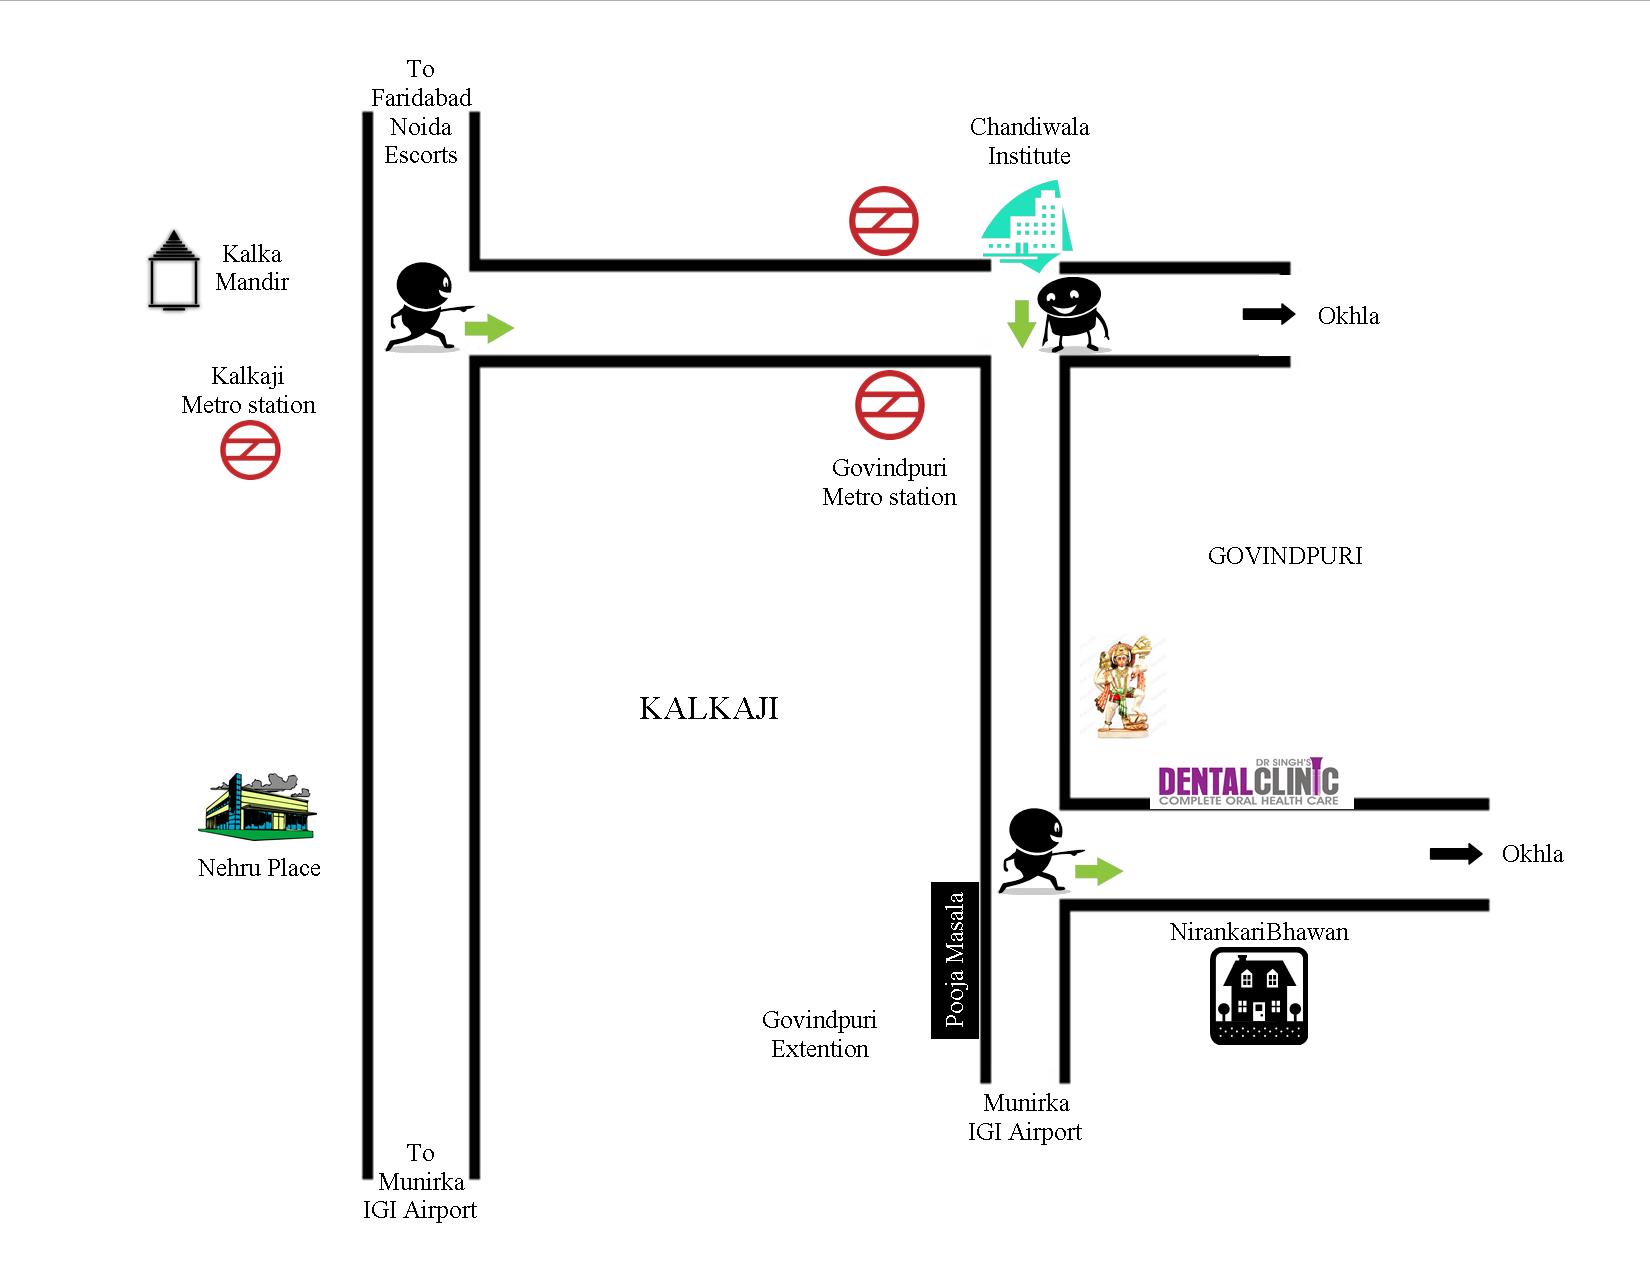 To
Faridabad
Noida
Escorts
Chandiwala
Institute
Kalka
Mandir
Okhla
Kalkaji
Metro station
Govindpuri
Metro station
GOVINDPURI
KALKAJI
DR SINGH'S
DENTALCLINIC
COMPLETE ORAL HEALTH CARE
Nehru Place
Okhla
Pooja Masala
NirankariBhawan
Govindpuri
Extention
Munirka
IGI Airport
To
Munirka
IGI Airport